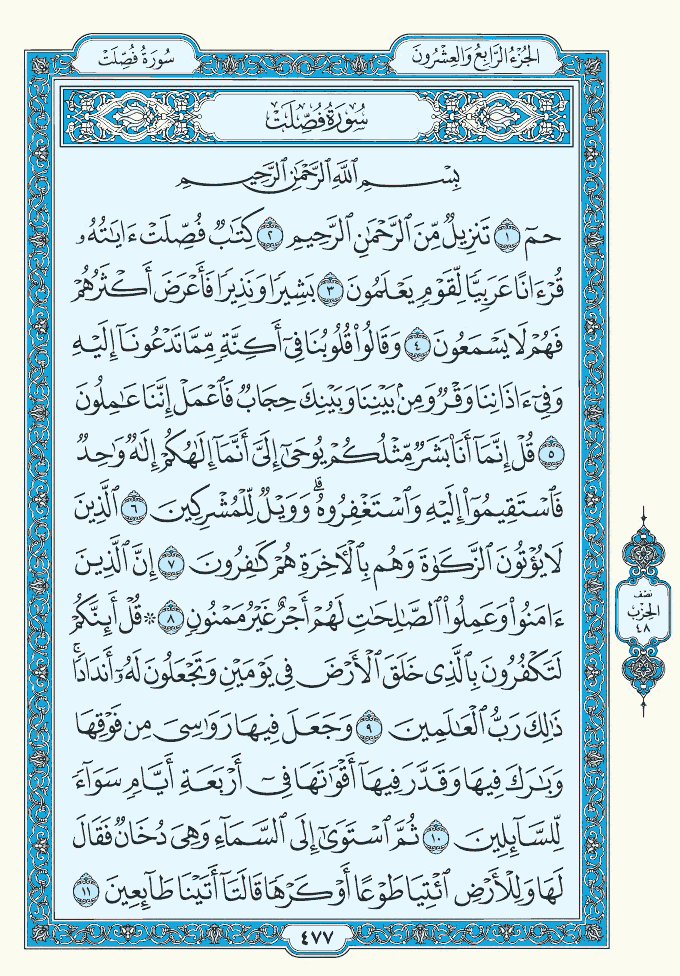 الجُزْءُ الرَّابِعُ وَالعِشْرُونَ
سُورَةُ فُصِّلَتْ
سُورَةُ فُصِّلَتْ
بِسْمِ ٱللَّهِ ٱلرَّحْمَٰنِ ٱلرَّحِيمِ
حمٓ ١ تَنزِيلٌ مِّنَ ٱلرَّحْمَٰنِ ٱلرَّحِيمِ ٢ كِتَٰبٌ فُصِّلَتْ ءَايَٰتُهُۥ
قُرْءَانًا عَرَبِيًّا لِّقَوْمٍ يَعْلَمُونَ ٣ بَشِيرًا وَنَذِيرًا فَأَعْرَضَ أَكْثَرُهُمْ
فَهُمْ لَا يَسْمَعُونَ ٤ وَقَالُوا۟ قُلُوبُنَا فِىٓ أَكِنَّةٍ مِّمَّا تَدْعُونَآ إِلَيْهِ
وَفِىٓ ءَاذَانِنَا وَقْرٌ وَمِنۢ بَيْنِنَا وَبَيْنِكَ حِجَابٌ فَٱعْمَلْ إِنَّنَا عَٰمِلُونَ
٥ قُلْ إِنَّمَآ أَنَا۠ بَشَرٌ مِّثْلُكُمْ يُوحَىٰٓ إِلَىَّ أَنَّمَآ إِلَٰهُكُمْ إِلَٰهٌ وَٰحِدٌ
فَٱسْتَقِيمُوٓا۟ إِلَيْهِ وَٱسْتَغْفِرُوهُ ۗ وَوَيْلٌ لِّلْمُشْرِكِينَ ٦ ٱلَّذِينَ
لَا يُؤْتُونَ ٱلزَّكَوٰةَ وَهُم بِٱلْءَاخِرَةِ هُمْ كَٰفِرُونَ ٧ إِنَّ ٱلَّذِينَ
ءَامَنُوا۟ وَعَمِلُوا۟ ٱلصَّٰلِحَٰتِ لَهُمْ أَجْرٌ غَيْرُ مَمْنُونٍ ٨ ۞ قُلْ أَئِنَّكُمْ
لَتَكْفُرُونَ بِٱلَّذِى خَلَقَ ٱلْأَرْضَ فِى يَوْمَيْنِ وَتَجْعَلُونَ لَهُۥٓ أَندَادًا ۚ
ذَٰلِكَ رَبُّ ٱلْعَٰلَمِينَ ٩ وَجَعَلَ فِيهَا رَوَٰسِىَ مِن فَوْقِهَا
وَبَٰرَكَ فِيهَا وَقَدَّرَ فِيهَآ أَقْوَٰتَهَا فِىٓ أَرْبَعَةِ أَيَّامٍ سَوَآءً
لِّلسَّآئِلِينَ ١٠ ثُمَّ ٱسْتَوَىٰٓ إِلَى ٱلسَّمَآءِ وَهِىَ دُخَانٌ فَقَالَ
لَهَا وَلِلْأَرْضِ ٱئْتِيَا طَوْعًا أَوْ كَرْهًا قَالَتَآ أَتَيْنَا طَآئِعِينَ ١١
نصف
الحِزْبِ
٤٨
٤٧٧